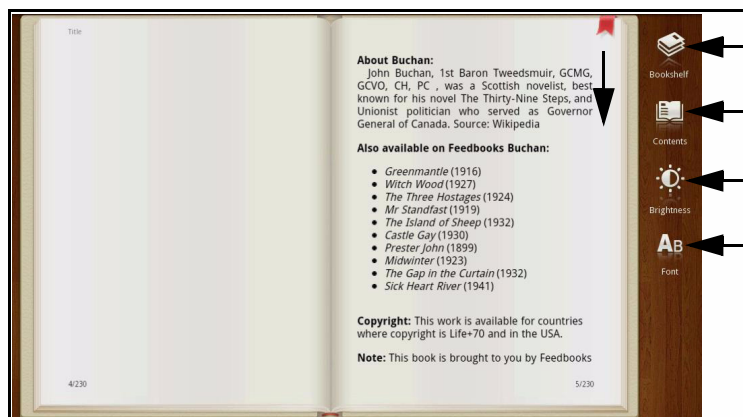 Title
About Buchan:
John Buchan, 1st Baron Tweedsmuir, GCMG,
GCVO, CH, PC , was a Scottish novelist, best
known for his novel The Thirty-Nine Steps, and
Unionist politician who served as Governor
General of Canada. Source: Wikipedia
Also available on Feedbooks Buchan:
• Greenmantle (1916)
• Witch Wood (1927)
• The Three Hostages (1924)
• Mr Standfast (1919)
• The Island of Sheep (1932)
• Castle Gay (1930)
• Prester John (1899)
• Midwinter (1923)
• The Gap in the Curtain (1932)
• Sick Heart River (1941)
Copyright: This work is available for countries
where copyright is Life+70 and in the USA.
Note: This book is brought to you by Feedbooks
4/230
5/230
Bookshelf
Contents
Brightness
AB
Font